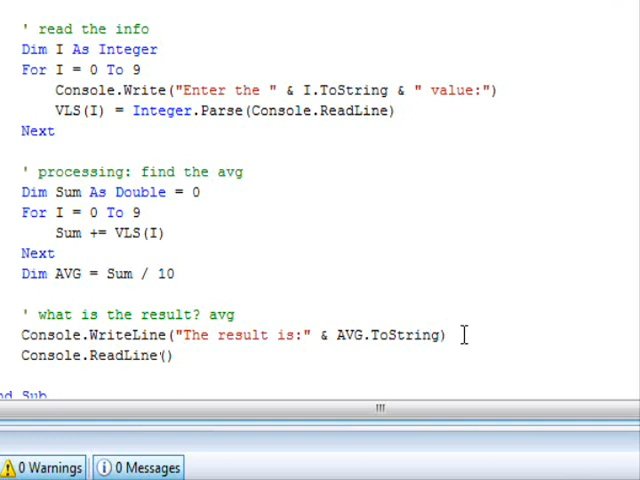 ' read the info
Dim I As Integer
For I = 0 To 9
Console.Write("Enter the " & I.ToString & " value:")
VLS(I) = Integer.Parse(Console.ReadLine)
Next
' processing: find the avg
Dim Sum As Double = 0
For I = 0 To 9
Sum += VLS(I)
Next
Dim AVG = Sum / 10
' what is the result? avg
Console.WriteLine("The result is:" & AVG.ToString)
Console.ReadLine()
nd Sub
0 Warnings
0 Messages